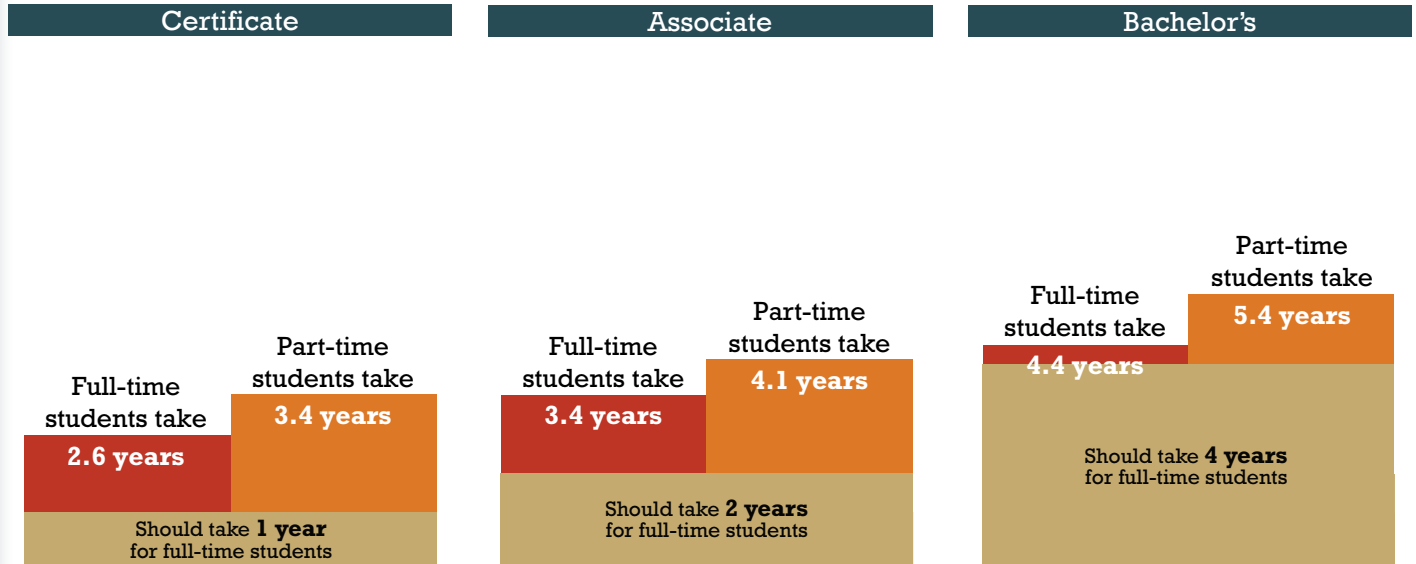 Certificate
Full-time
students take
2.6 years
Part-time
students take
3.4 years
Should take 1 year
for full-time students
Associate
Full-time
students take
3.4 years
Part-time
students take
4.1 years
Should take 2 years
for full-time students
Bachelor's
Full-time
students take
4.4 years
Part-time
students take
5.4 years
Should take 4 years
for full-time students